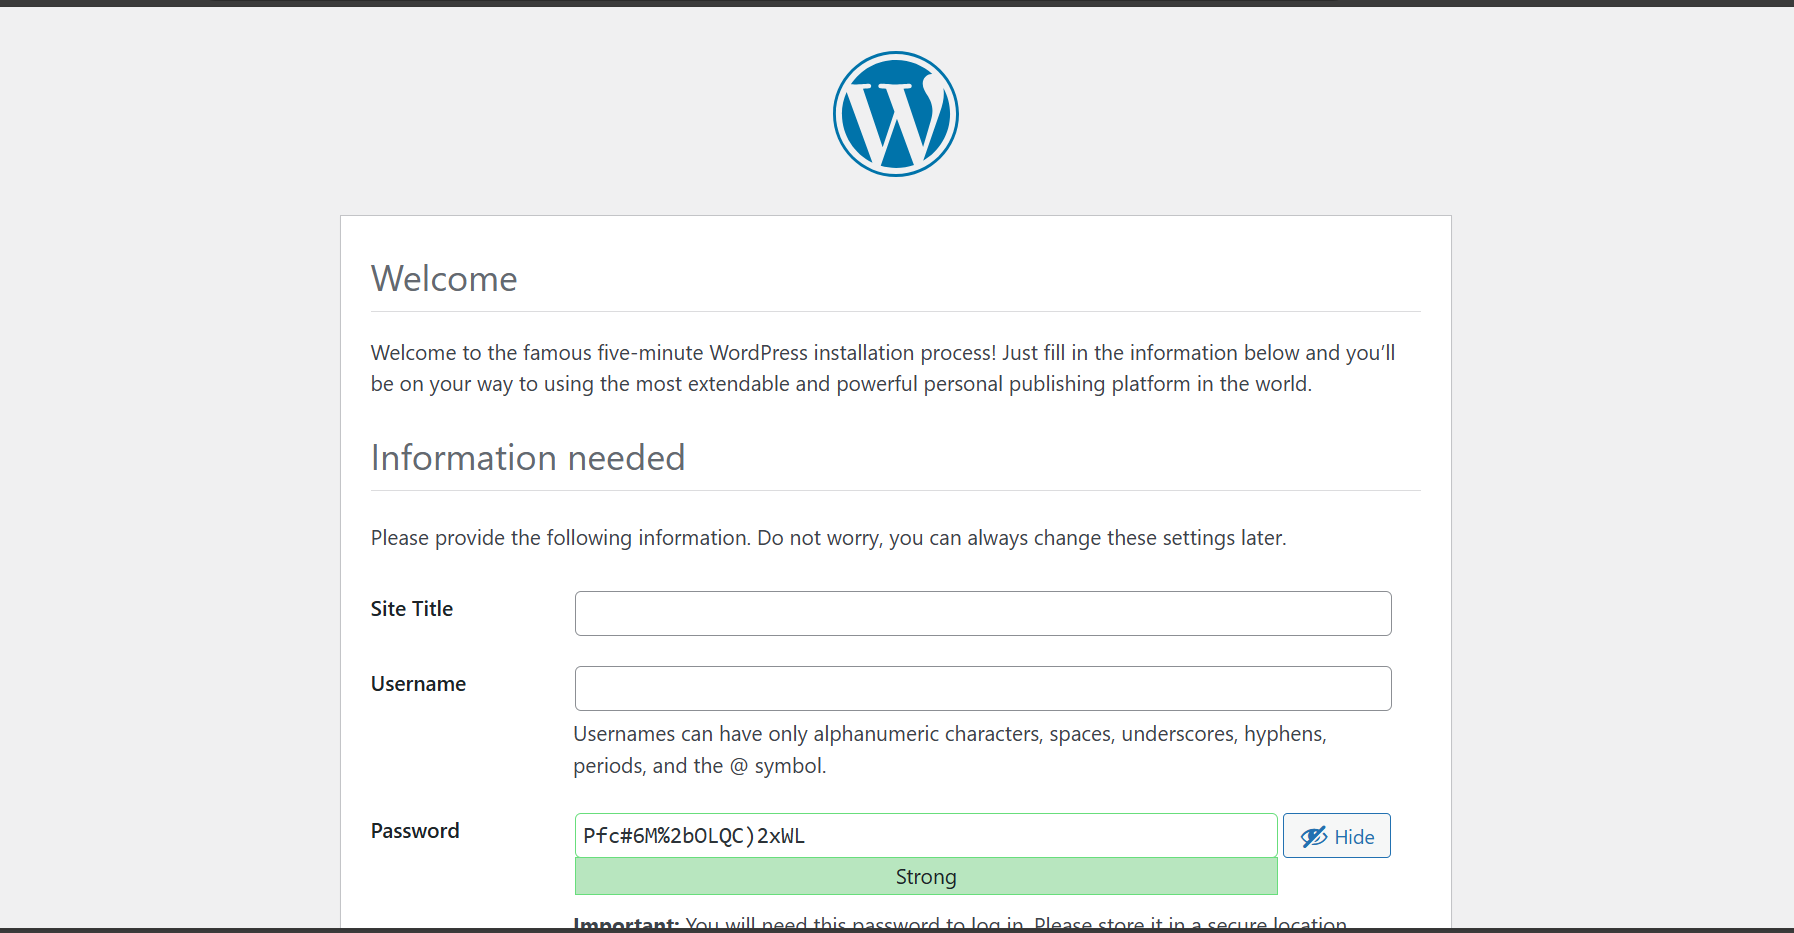 Welcome
Welcome to the famous five-minute WordPress installation process! Just fill in the information below and you’ll
be on your way to using the most extendable and powerful personal publishing platform in the world.
Information needed
Please provide the following information. Do not worry, you can always change these settings later.
Site Title
Username
Usernames can have only alphanumeric characters, spaces, underscores, hyphens,
periods, and the @ symbol.
Password
Pfc#6M%2bOLQC)2xWL
Hide
Strong
Important: You will need this password to log in. Please store it in a secure location.